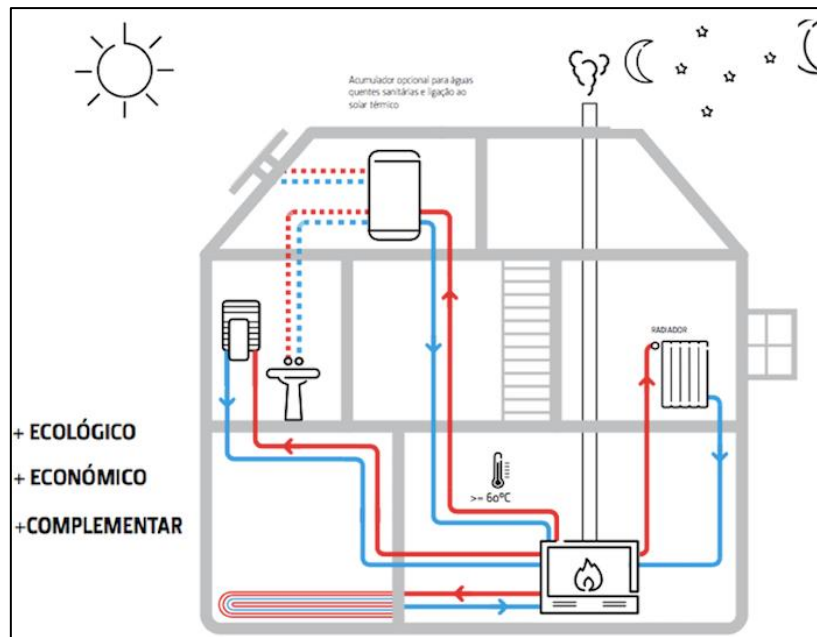 Acumulador opcional para águas
quentes sanitárias e ligação ao
solar térmico
RADIADOR
+ ECOLÓGICO
+ ECONÓMICO
+COMPLEMENTAR
>= 60ºC